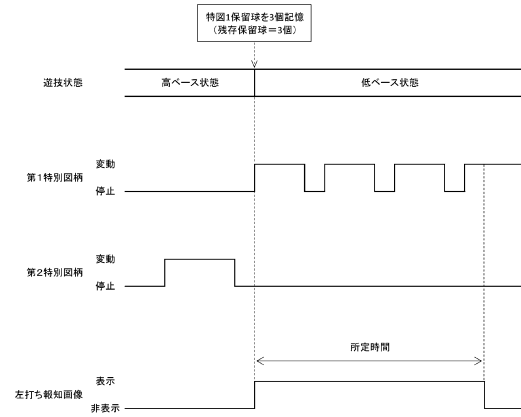 特図1保留球を3個記憶
（残存保留球＝3個）
遊技状態
高ベース状態
低ベース状態
第1特別図柄
変動
停止
第2特別図柄
変動
停止
所定時間
左打ち報知画像
表示
非表示